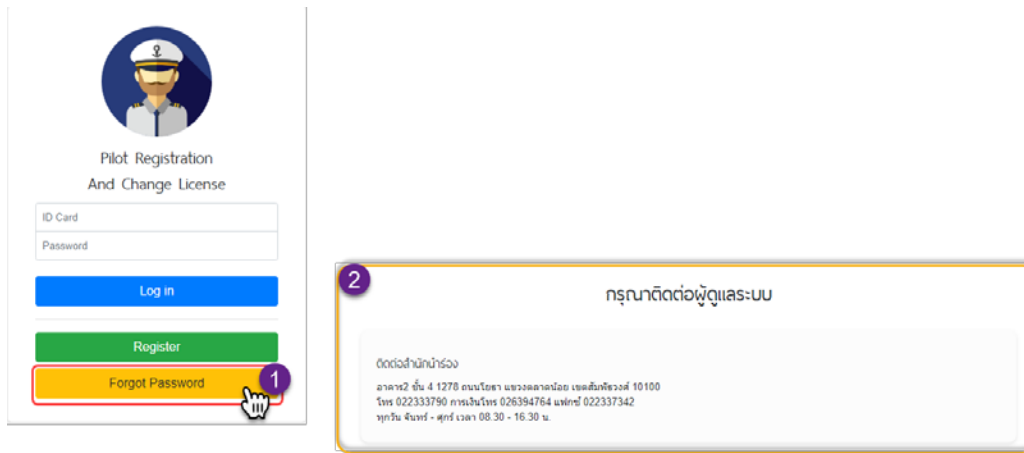 Pilot Registration
And Change License
ID Card
Password
Log in
Register
Forgot Password
1
2
กรุณาติดต่อผู้ดูแลระบบ
ติดต่อสำนักนำร่อง
อาคาร2 ชั้น 4 1278 ถนนโยธา แขวงตลาดน้อย เขตสัมพันธวงศ์ 10100
โทร 022333790 การเงินโทร 026394764 แฟกซ์ 022337342
ทุกวัน จันทร์ - ศุกร์ เวลา 08.30 - 16.30 น.